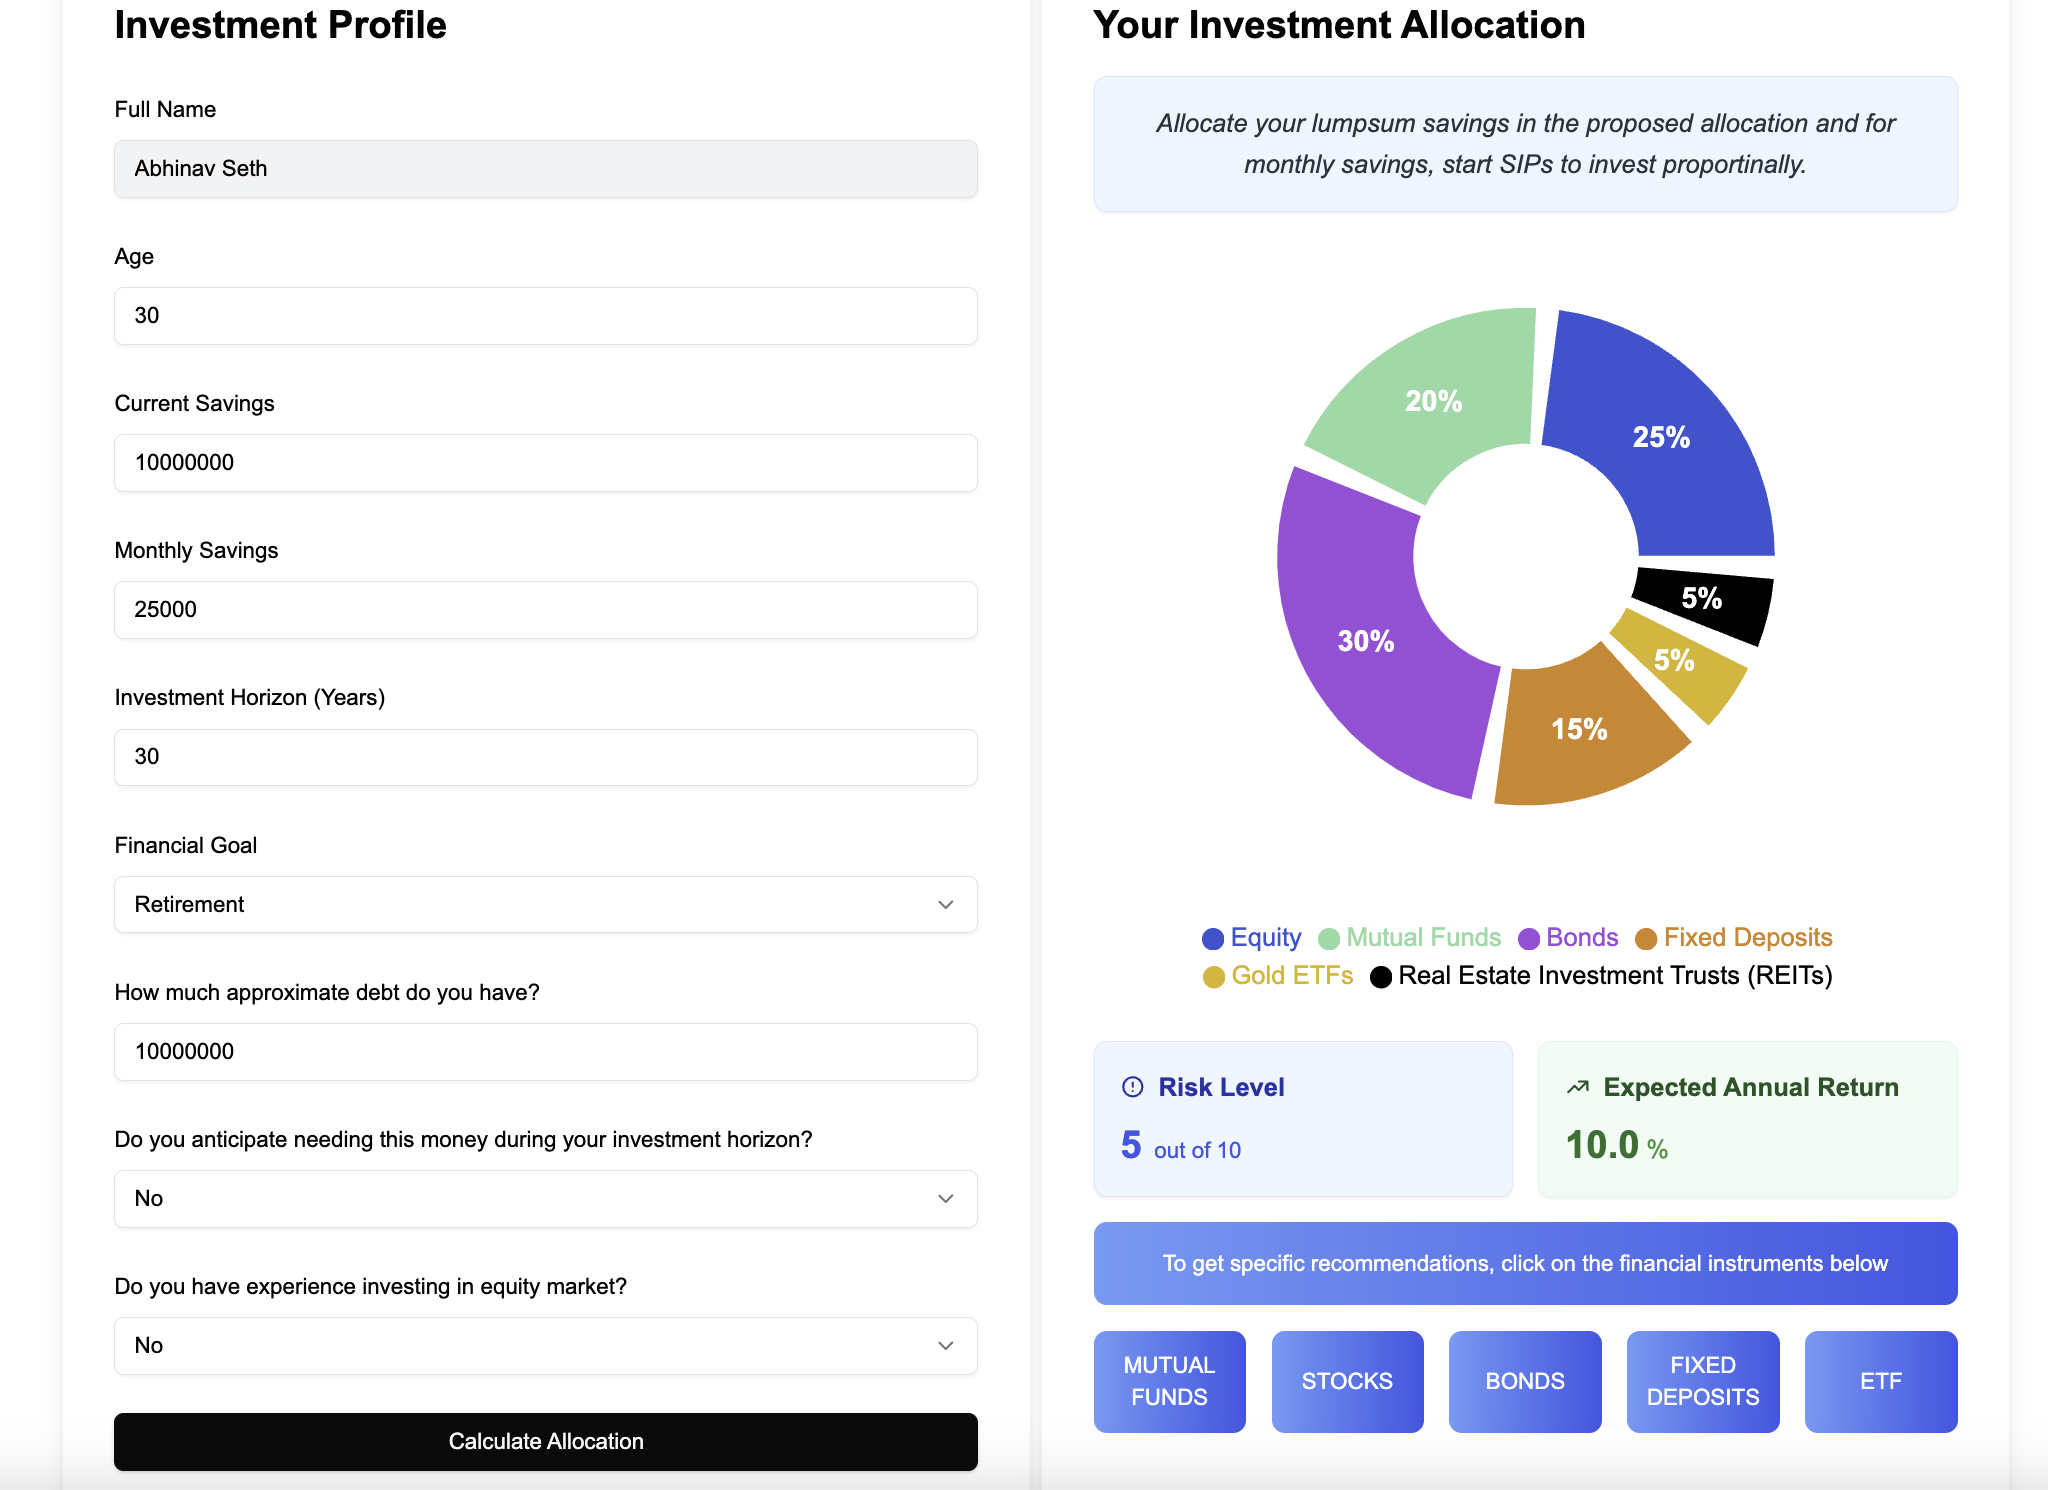 Investment Profile
Full Name
Abhinav Seth
Age
30
Current Savings
10000000
Monthly Savings
25000
Investment Horizon (Years)
30
Financial Goal
Retirement
How much approximate debt do you have?
10000000
Do you anticipate needing this money during your investment horizon?
No
Do you have experience investing in equity market?
No
Calculate Allocation
Your Investment Allocation
Allocate your lumpsum savings in the proposed allocation and for
monthly savings, start SIPs to invest proportinally.
20%
25%
5%
5%
15%
30%
Equity Mutual Funds Bonds Fixed Deposits
Gold ETFs Real Estate Investment Trusts (REITs)
Risk Level
5 out of 10
Expected Annual Return
10.0 %
To get specific recommendations, click on the financial instruments below
MUTUAL
FUNDS
STOCKS
BONDS
FIXED
DEPOSITS
ETF